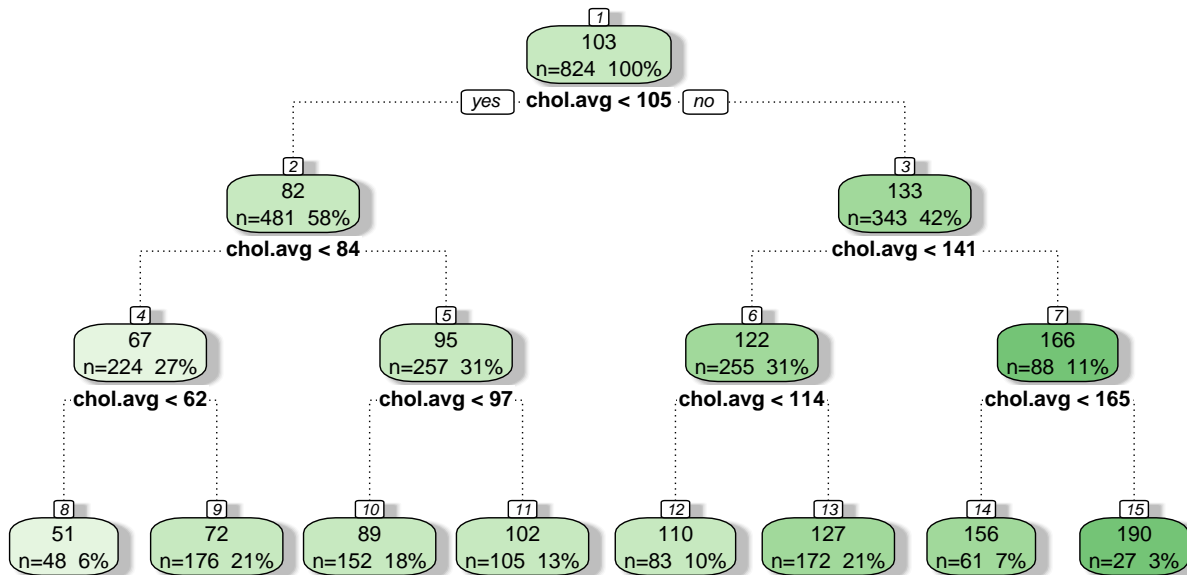 1
103
n=824 100%
yes chol.avg < 105 no
2 3
82 133
n=481 58% n=343 42%
chol.avg < 84 chol.avg < 141
4 5 6 7
67 95 122 166
n=224 27% n=257 31% n=255 31% n=88 11%
chol.avg < 62 chol.avg < 97 chol.avg < 114 chol.avg < 165
8 9 10 11 12 13 14 15
51 72 89 102 110 127 156 190
n=48 6% n=176 21% n=152 18% n=105 13% n=83 10% n=172 21% n=61 7% n=27 3%